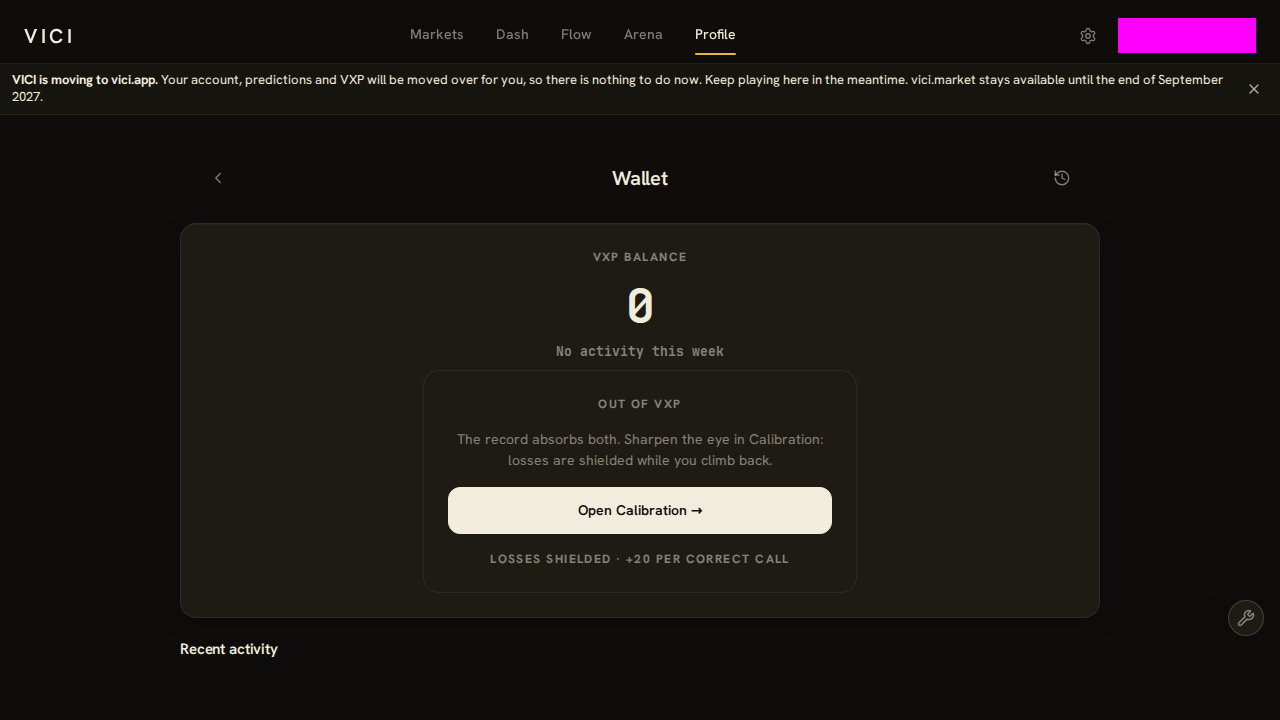 VICI
Markets
Dash
Flow
Arena
Profile
VICI is moving to vici.app. Your account, predictions and VXP will be moved over for you, so there is nothing to do now. Keep playing here in the meantime. vici.market stays available until the end of September
2027.
Wallet
VXP BALANCE
0
No activity this week
OUT OF VXP
The record absorbs both. Sharpen the eye in Calibration:
losses are shielded while you climb back.
Open Calibration →
LOSSES SHIELDED · +20 PER CORRECT CALL
Recent activity